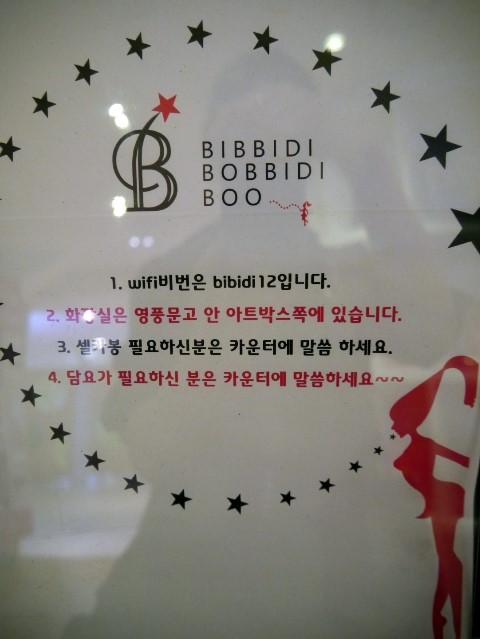 B
BIBBIDI
BOBBIDI
BOO
1. wifi비번은 bibidi12입니다.
2. 화장실은 영풍문고 안 아트박스쪽에 있습니다.
3. 셀카봉 필요하신분은 카운터에 말씀 하세요.
4. 담요가 필요하신 분은 카운터에 말씀하세요~~